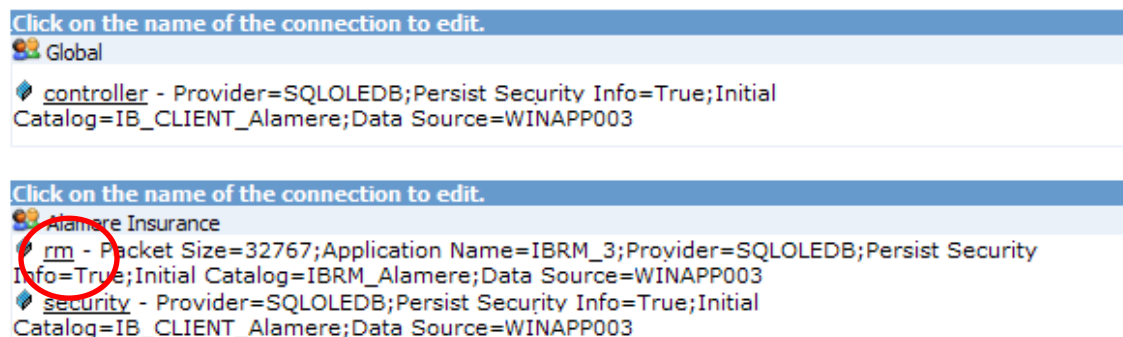 Click on the name of the connection to edit.
Global
controller - Provider=SQLOLEDB;Persist Security Info=True;Initial
Catalog=IB_CLIENT_Alamere;Data Source=WINAPP003
Click on the name of the connection to edit.
Alamere Insurance
rm - Packet Size=32767;Application Name=IBRM_3;Provider=SQLOLEDB;Persist Security
Info=True;Initial Catalog=IBRM_Alamere;Data Source=WINAPP003
security - Provider=SQLOLEDB;Persist Security Info=True;Initial
Catalog=IB_CLIENT_Alamere;Data Source=WINAPP003